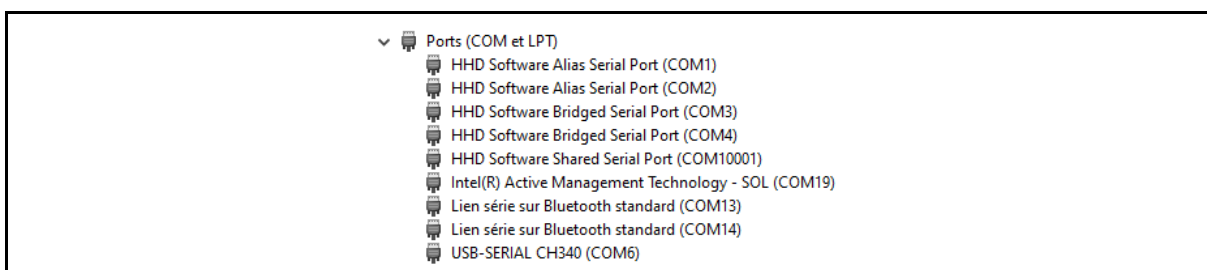 Ports (COM et LPT)
HHD Software Alias Serial Port (COM1)
HHD Software Alias Serial Port (COM2)
HHD Software Bridged Serial Port (COM3)
HHD Software Bridged Serial Port (COM4)
HHD Software Shared Serial Port (COM10001)
Intel(R) Active Management Technology - SOL (COM19)
Lien série sur Bluetooth standard (COM13)
Lien série sur Bluetooth standard (COM14)
USB-SERIAL CH340 (COM6)